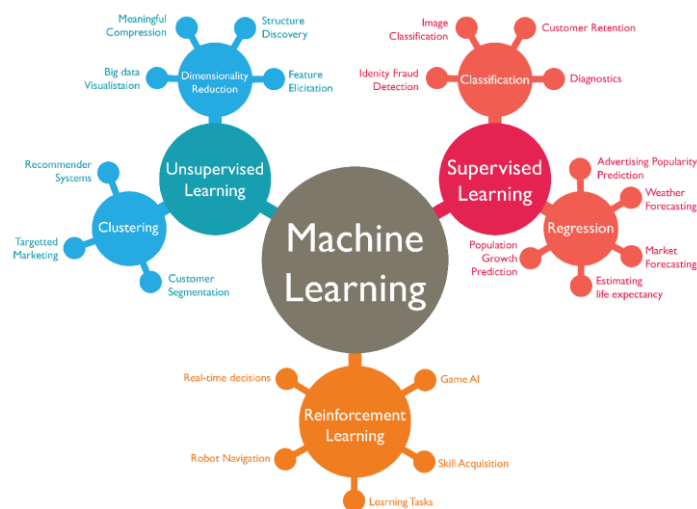 Meaningful
Compression
Structure
Discovery
Big data
Visualistaion
Dimensionality
Reduction
Feature
Elicitation
Unsupervised
Learning
Recommender
Systems
Clustering
Targetted
Marketing
Customer
Segmentation
Machine
Learning
Image
Classification
Customer Retention
Idenity Fraud
Detection
Classification
Diagnostics
Supervised
Learning
Advertising Popularity
Prediction
Weather
Forecasting
Regression
Population
Growth
Prediction
Market
Forecasting
Estimating
life expectancy
Real-time decisions
Game AI
Reinforcement
Learning
Robot Navigation
Skill Acquisition
Learning Tasks